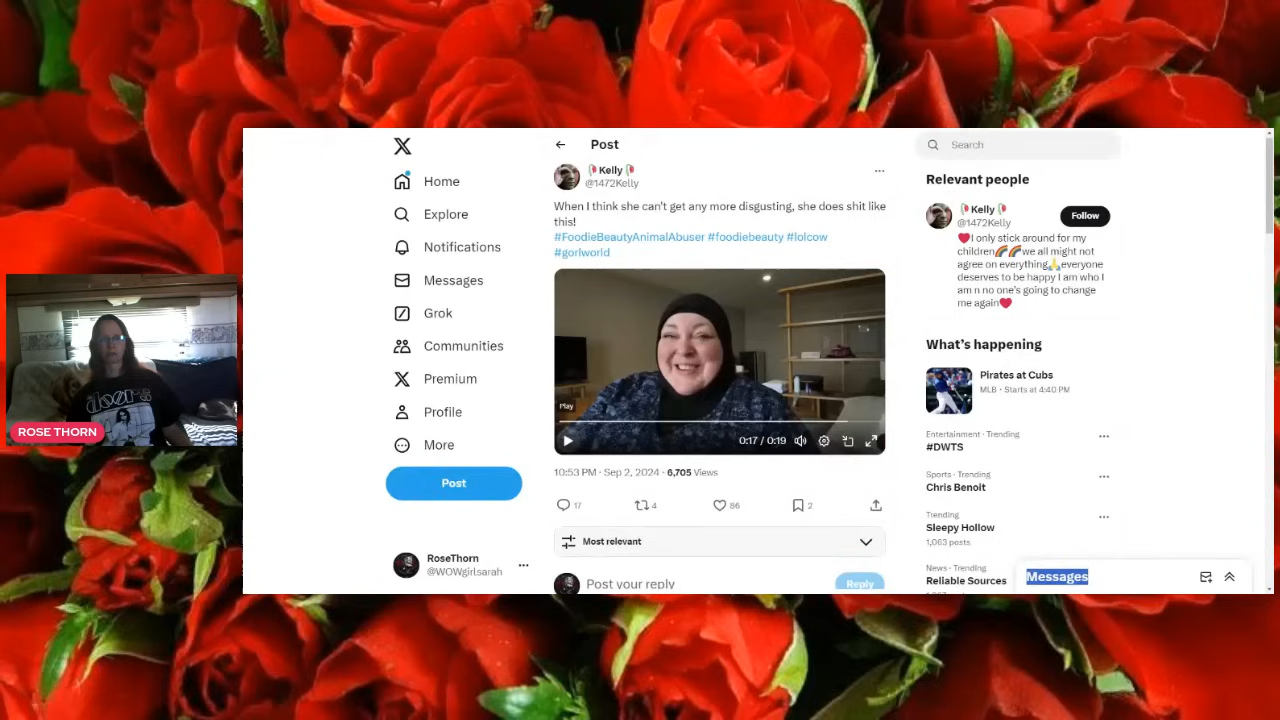 Post
Search
Kelly
@1472Kelly
When I think she can't get any more disgusting, she does shit like
this!
#FoodieBeautyAnimalAbuser #foodiebeauty #lolcow
#gorlworld
Play
0:17 / 0:19
10:53 PM · Sep 2, 2024 · 6,705 Views
17
4
86
2
Most relevant
Post your reply
Reply
Home
Explore
Notifications
Messages
Grok
Communities
Premium
Profile
More
Post
RoseThorn
@WOWgirlsarah
Relevant people
Kelly
@1472Kelly
Follow
I only stick around for my
children we all might not
agree on everything everyone
deserves to be happy I am who I
am n no one's going to change
me again
What's happening
Pirates at Cubs
MLB · Starts at 4:40 PM
Entertainment · Trending
#DWTS
Sports · Trending
Chris Benoit
Trending
Sleepy Hollow
1,063 posts
News · Trending
Reliable Sources
Messages
the doors
ROSE THORN